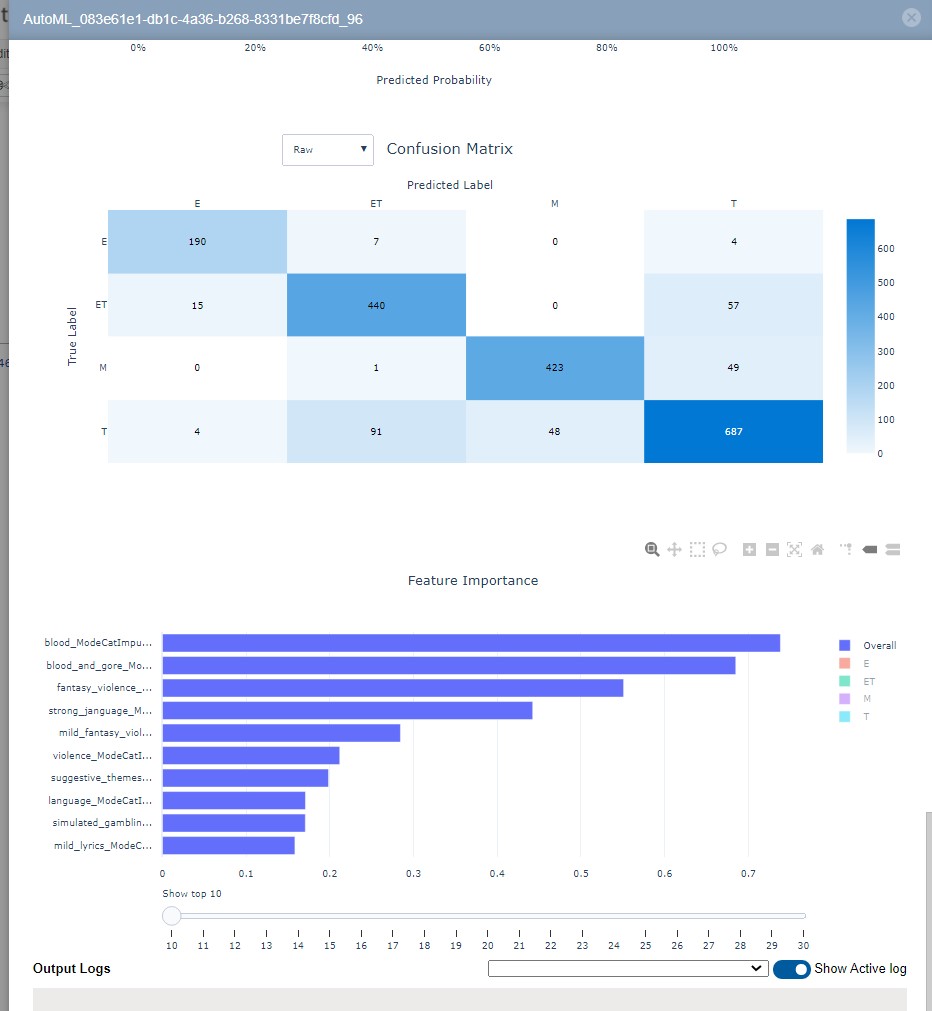 AutoML_083e61e1-db1c-4a36-b268-8331be7f8cfd_96
0% 20% 40% 60% 80% 100%
Predicted Probability
Raw Confusion Matrix
Predicted Label
E ET M T
True Label
E 190 7 0 4
ET 15 440 0 57
M 0 1 423 49
T 4 91 48 687
600
500
400
300
200
100
0
Feature Importance
blood_ModeCatImpu...
blood_and_gore_Mo...
fantasy_violence_...
strong_janguage_M...
mild_fantasy_viol...
violence_ModeCatI...
suggestive_themes...
language_ModeCatI...
simulated_gamblin...
mild_lyrics_ModeC...
Overall
E
ET
M
T
0 0.1 0.2 0.3 0.4 0.5 0.6 0.7
Show top 10
10 11 12 13 14 15 16 17 18 19 20 21 22 23 24 25 26 27 28 29 30
Output Logs
Show Active log